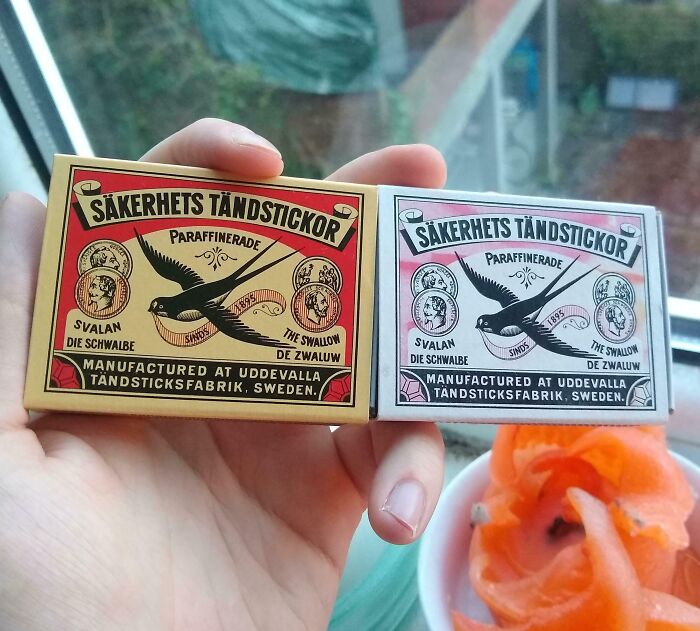 SÄKERHETS TÄNDSTICKOR
PARAFFINERADE
SINDS 1895
SVALAN
DIE SCHWALBE
THE SWALLOW
DE ZWALUW
MANUFACTURED AT UDDEVALLA
TÄNDSTICKSFABRIK, SWEDEN.
SÄKERHETS TÄNDSTICKOR
PARAFFINERADE
SINDS 1895
SVALAN
DIE SCHWALBE
THE SWALLOW
DE ZWALUW
MANUFACTURED AT UDDEVALLA
TÄNDSTICKSFABRIK, SWEDEN.